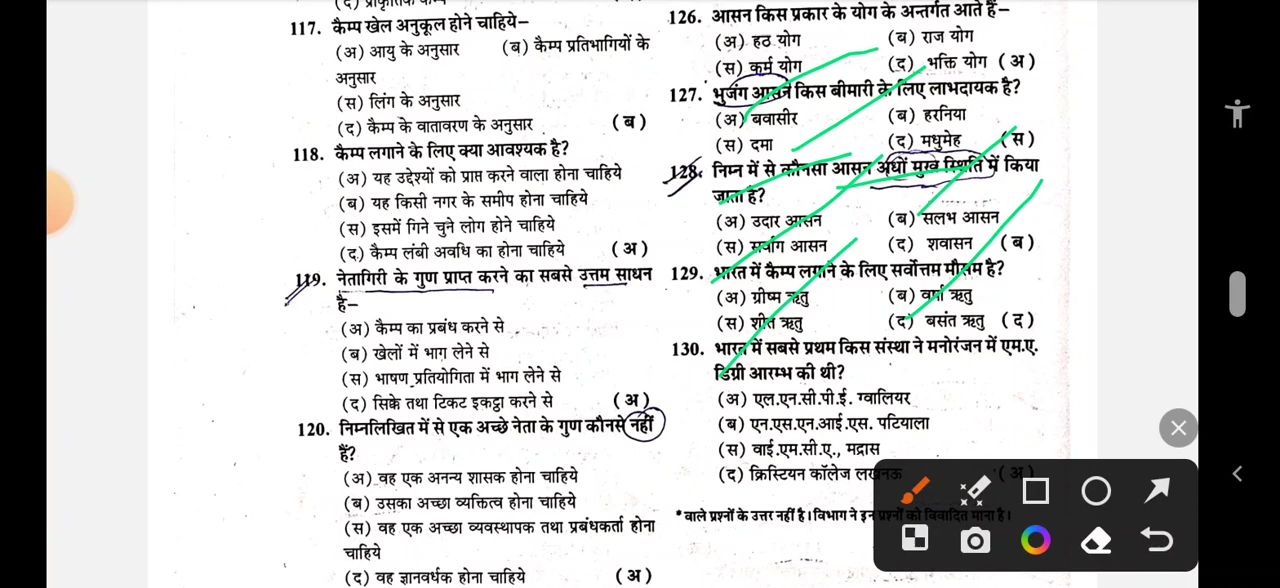 (द) प्राकृतिक
117. कैम्प खेल अनुकूल होने चाहिये–
(अ) आयु के अनुसार (ब) कैम्प प्रतिभागियों के
अनुसार
(स) लिंग के अनुसार
(द) कैम्प के वातावरण के अनुसार (ब)
118. कैम्प लगाने के लिए क्या आवश्यक है?
(अ) यह उद्देश्यों को प्राप्त करने वाला होना चाहिये
(ब) यह किसी नगर के समीप होना चाहिये
(स) इसमें गिने चुने लोग होने चाहिये
(द) कैम्प लंबी अवधि का होना चाहिये (अ)
119. नेतागिरी के गुण प्राप्त करने का सबसे उत्तम साधन
है–
(अ) कैम्प का प्रबंध करने से
(ब) खेलों में भाग लेने से
(स) भाषण प्रतियोगिता में भाग लेने से
(द) सिके तथा टिकट इकट्ठा करने से (अ)
120. निम्नलिखित में से एक अच्छे नेता के गुण कौनसे नहीं
हैं?
(अ) वह एक अनन्य शासक होना चाहिये
(ब) उसका अच्छा व्यक्तित्व होना चाहिये
(स) वह एक अच्छा व्यवस्थापक तथा प्रबंधकर्ता होना
चाहिये
(द) वह ज्ञानवर्धक होना चाहिये (अ)
126. आसन किस प्रकार के योग के अन्तर्गत आते हैं–
(अ) हठ योग (ब) राज योग
(स) कर्म योग (द) भक्ति योग (अ)
127. भुजंग आसन किस बीमारी के लिए लाभदायक है?
(अ) बवासीर (ब) हरनिया
(स) दमा (द) मधुमेह (स)
128. निम्न में से कौनसा आसन अधों मुख स्थिति में किया
जाता है?
(अ) उदार आसन (ब) सलभ आसन
(स) सर्वांग आसन (द) शवासन (ब)
129. भारत में कैम्प लगाने के लिए सर्वोत्तम मौसम है?
(अ) ग्रीष्म ऋतु (ब) वर्षा ऋतु
(स) शीत ऋतु (द) बसंत ऋतु (द)
130. भारत में सबसे प्रथम किस संस्था ने मनोरंजन में एम.ए.
डिग्री आरम्भ की थी?
(अ) एल.एन.सी.पी.ई. ग्वालियर
(ब) एन.एस.एन.आई.एस. पटियाला
(स) वाई.एम.सी.ए., मद्रास
(द) क्रिस्टियन कॉलेज लखनऊ (अ)
*वाले प्रश्नों के उत्तर नहीं है। विभाग ने इन प्रश्नों को विवादित माना है।